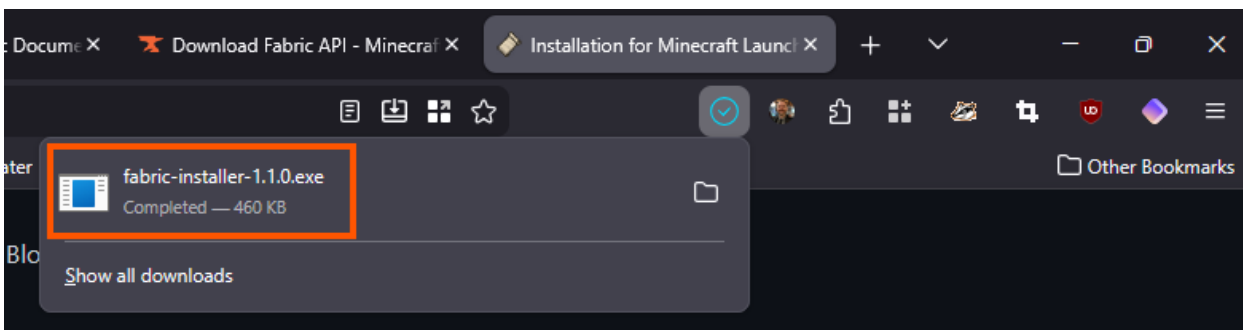 : Docume
Download Fabric API - Minecraf
Installation for Minecraft Launcl
ater
Other Bookmarks
fabric-installer-1.1.0.exe
Completed — 460 KB
Blo
Show all downloads